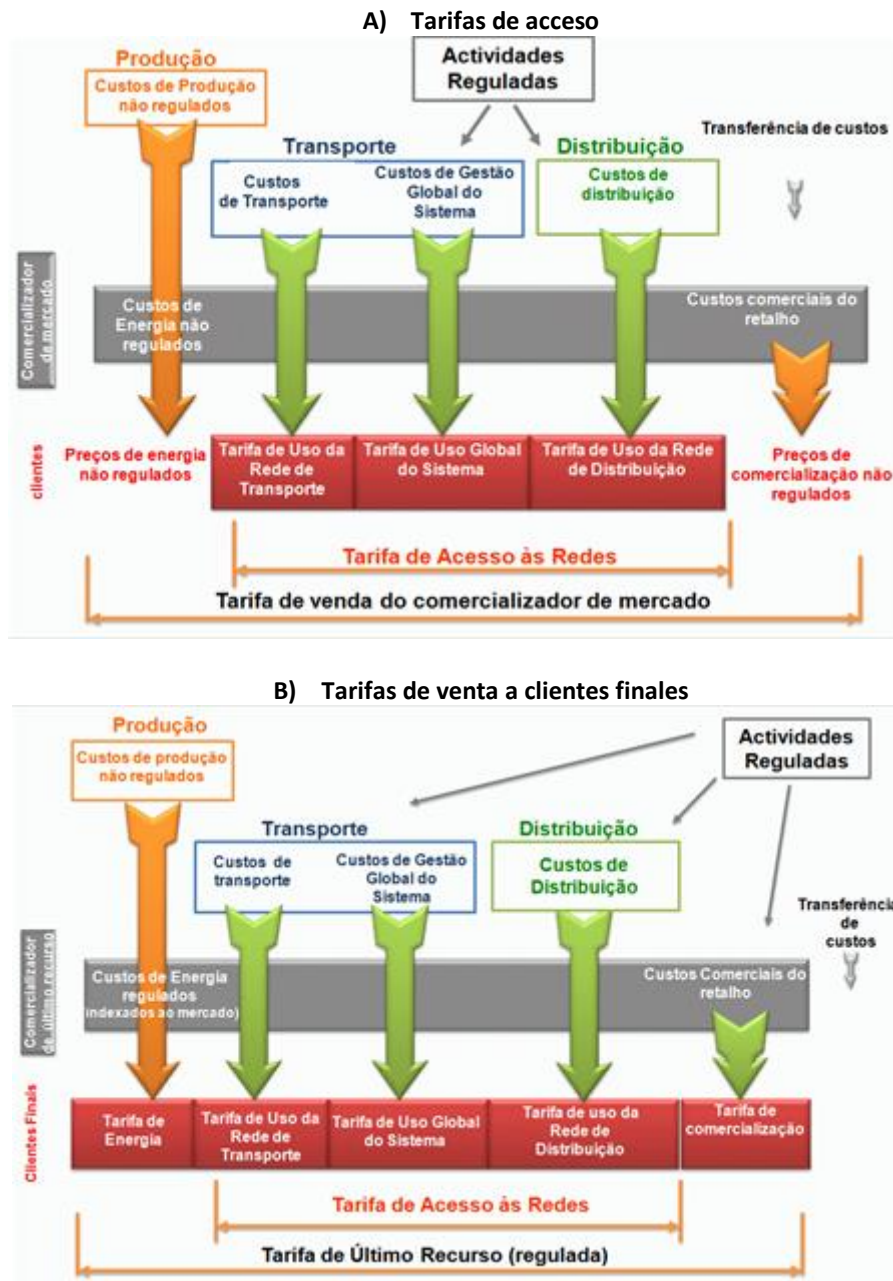 A) Tarifas de acceso
Produção
Custos de Produção
não regulados
Actividades
Reguladas
Transporte
Custos
de Transporte
Custos de Gestão
Global do
Sistema
Distribuição
Custos de
distribuição
Transferência de custos
Comercializador
de mercado
Custos de
Energia não
regulados
Custos comerciais do
retalho
clientes
Preços de energia
não regulados
Tarifa de Uso da
Rede de
Transporte
Tarifa de Uso Global
do Sistema
Tarifa de Uso da Rede
de Distribuição
Preços de
comercialização não
regulados
Tarifa de Acesso às Redes
Tarifa de venda do comercializador de mercado
B) Tarifas de venta a clientes finales
Produção
Custos de produção
não regulados
Actividades
Reguladas
Transporte
Custos de
transporte
Custos de Gestão
Global do
Sistema
Distribuição
Custos de
Distribuição
Transferência
de
custos
Comercializador
de último recurso
Custos de Energia
regulados
indexados ao mercado)
Custos Comerciais do
retalho
Clientes Finais
Tarifa de
Energia
Tarifa de Uso da
Rede de
Transporte
Tarifa de Uso Global
do Sistema
Tarifa de uso da
Rede de
Distribuição
Tarifa de
comercialização
Tarifa de Acesso às Redes
Tarifa de Último Recurso (regulada)